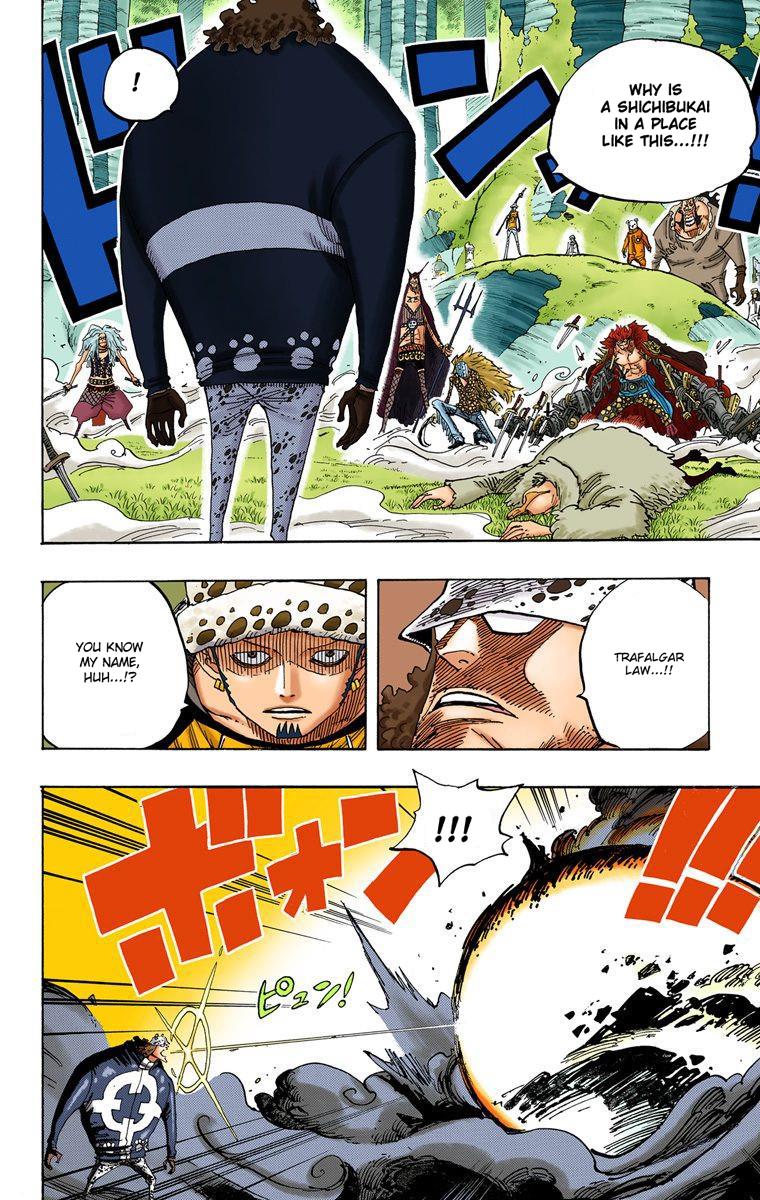 WHY IS
A SHICHIBUKAI
IN A PLACE
LIKE THIS...!!!
!
ドンッ!!
TRAFALGAR
LAW...!!
YOU KNOW
MY NAME,
HUH...!?
!!!
ボォン!!!
ピュン!